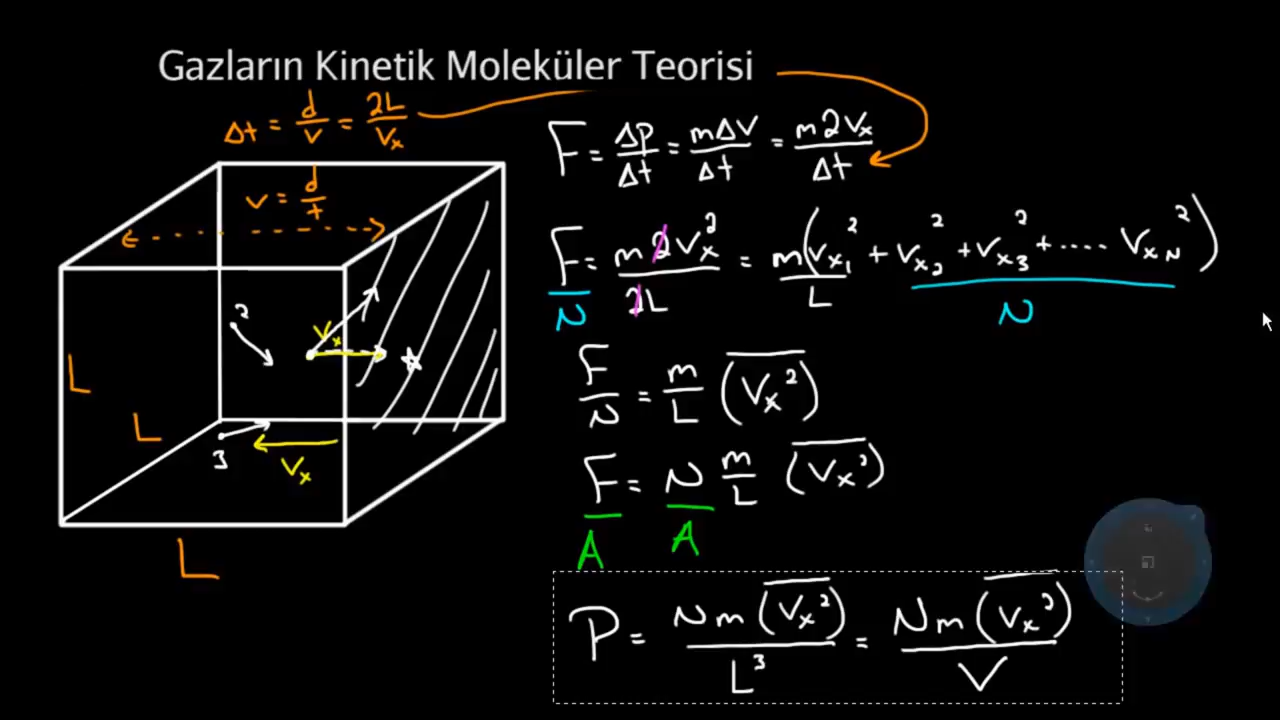 Gazların Kinetik Moleküler Teorisi
Δt = d/v = 2L/Vx
v = d/t
F = Δp/Δt = mΔV/Δt = m2Vx/Δt
F/N = m2Vx²/2L = m(Vx₁² + Vx₂² + Vx₃² + .... VxN²)/L
N
2
Vx
L
L
3
Vx
L
F/N = m/L (Vx²)
F/A = N/A m/L (Vx²)
P = Nm(Vx²)/L³ = Nm(Vx²)/V